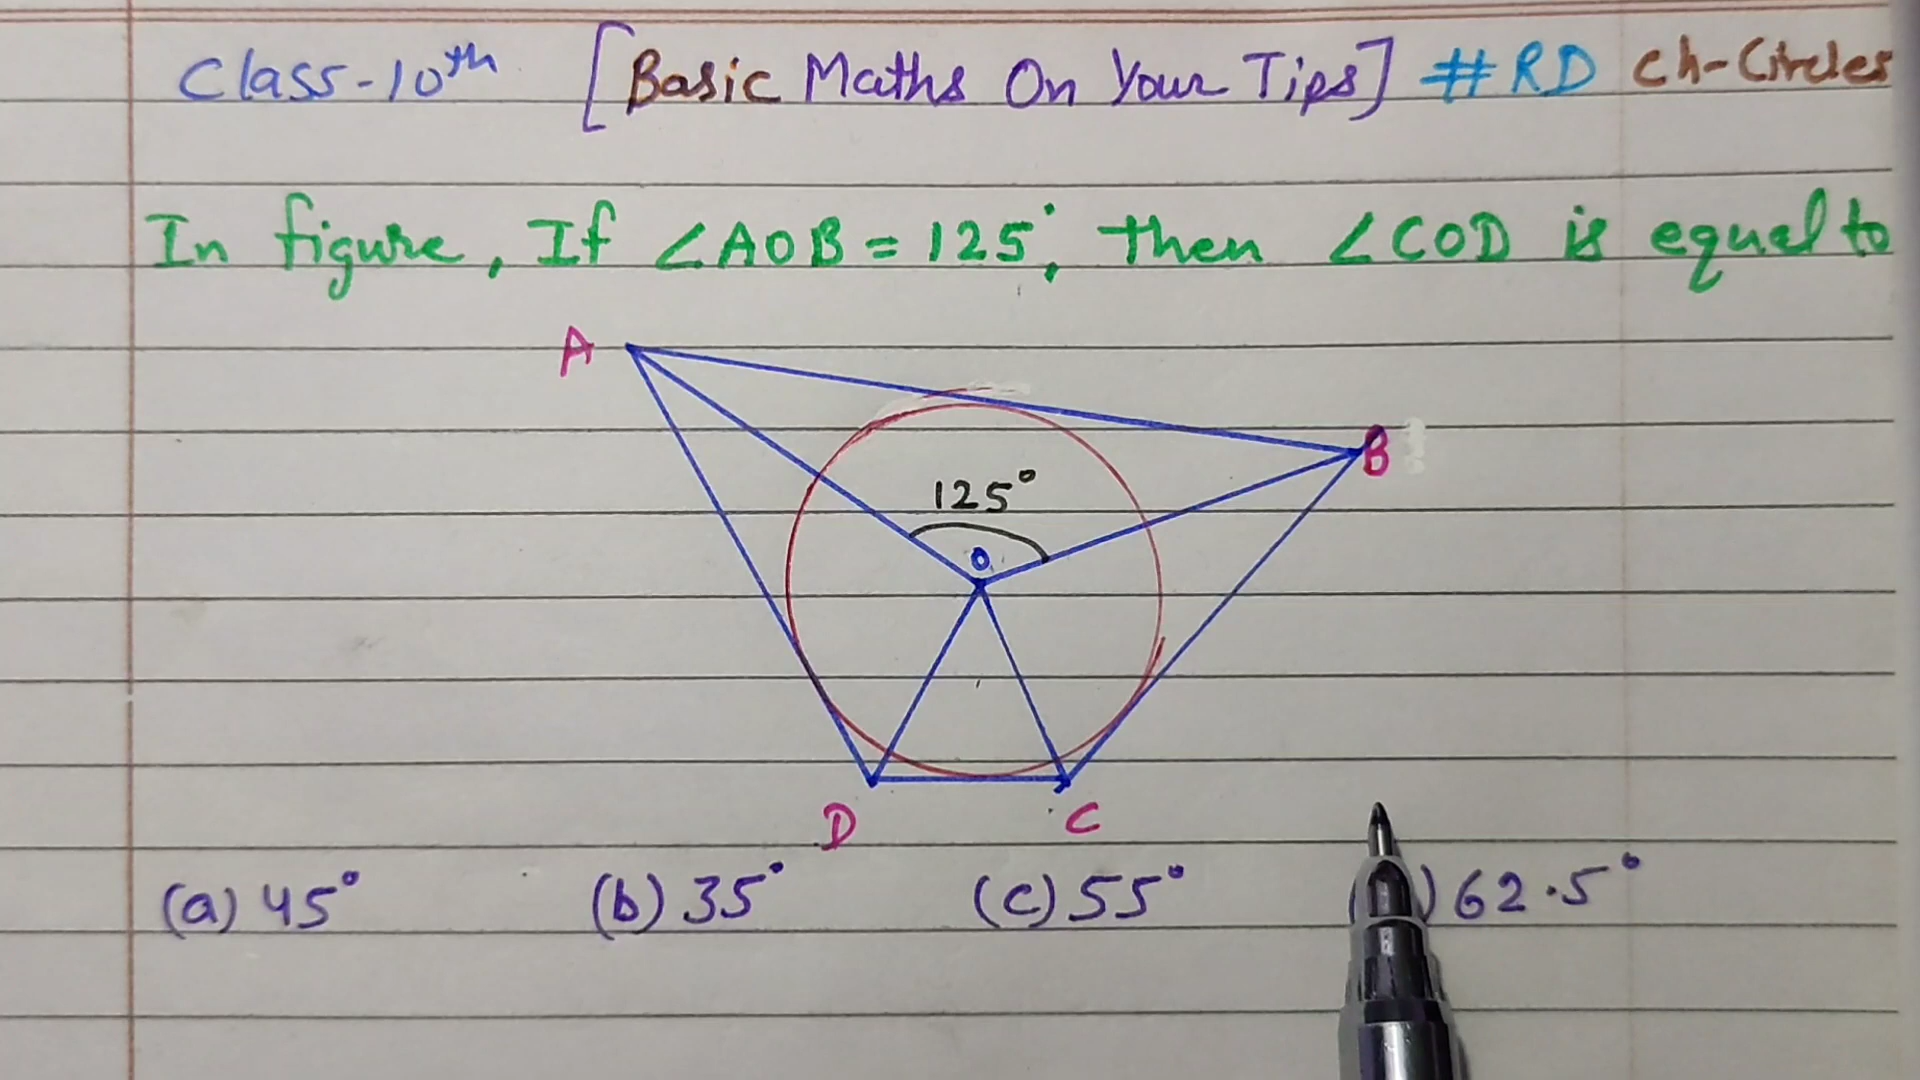 Class-10th [Basic Maths On Your Tips] #RD Ch-Circles
In figure, If ∠AOB = 125°, then ∠COD is equal to
A
B
125°
O
D C
(a) 45° (b) 35° (c) 55° ) 62.5°